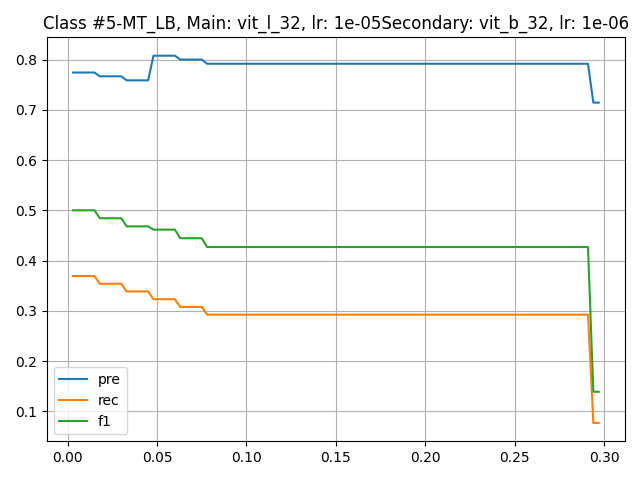 Class #5-MT_LB, Main: vit_l_32, lr: 1e-05Secondary: vit_b_32, lr: 1e-06
0.8
0.7
0.6
0.5
0.4
0.3
0.2
0.1
pre
rec
f1
0.00 0.05 0.10 0.15 0.20 0.25 0.30